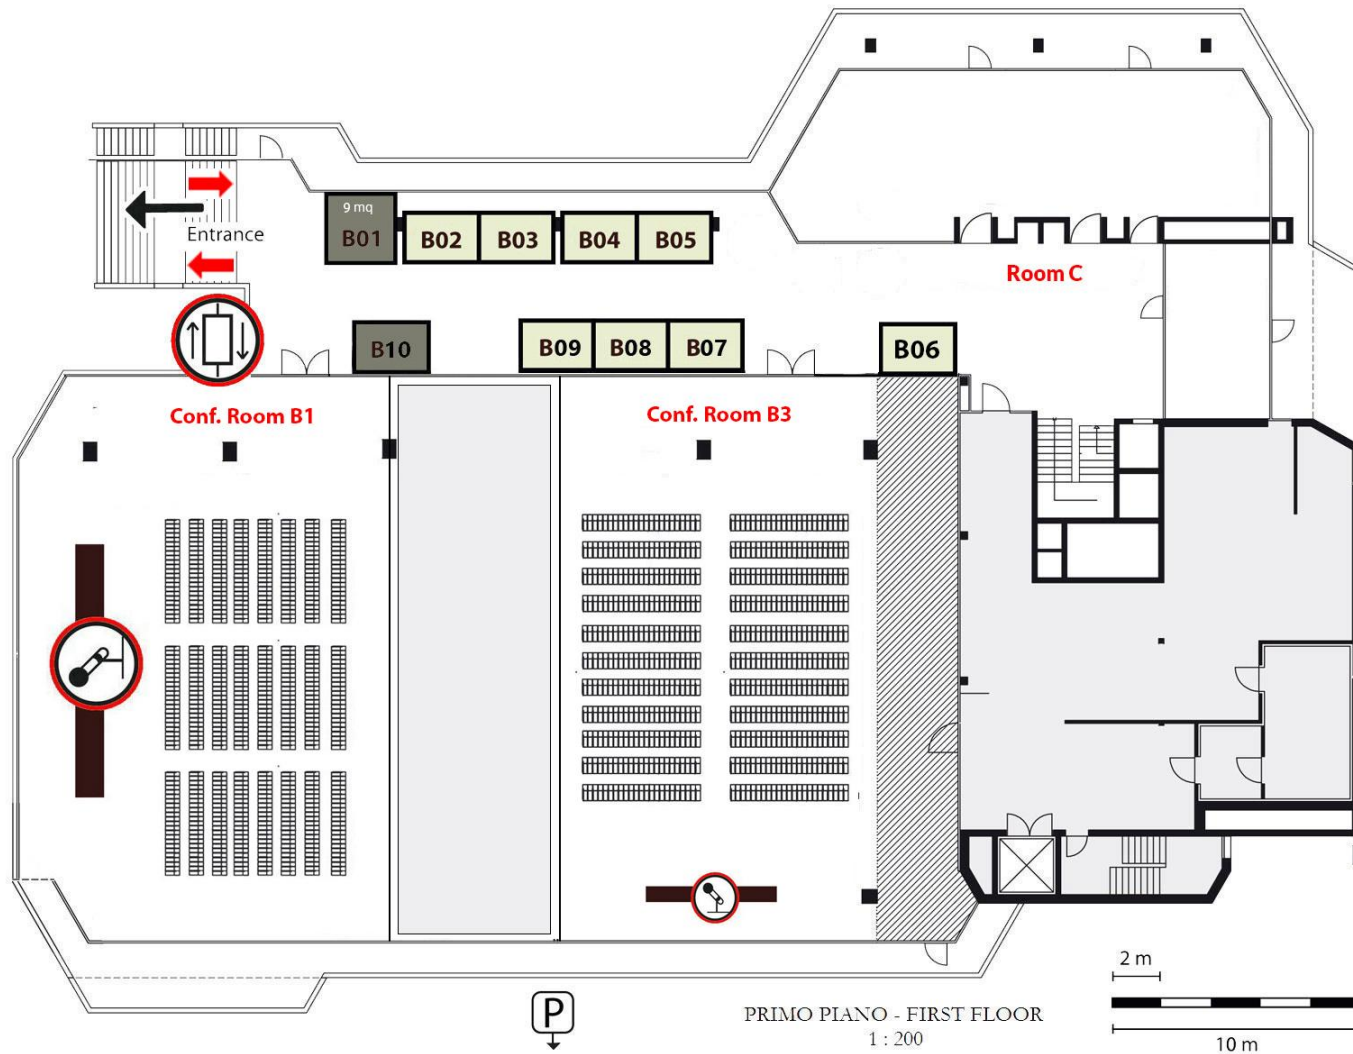 Entrance
9 mq
B01
B02
B03
B04
B05
Room C
B10
B09
B08
B07
B06
Conf. Room B1
Conf. Room B3
P
PRIMO PIANO - FIRST FLOOR
1 : 200
2 m
10 m